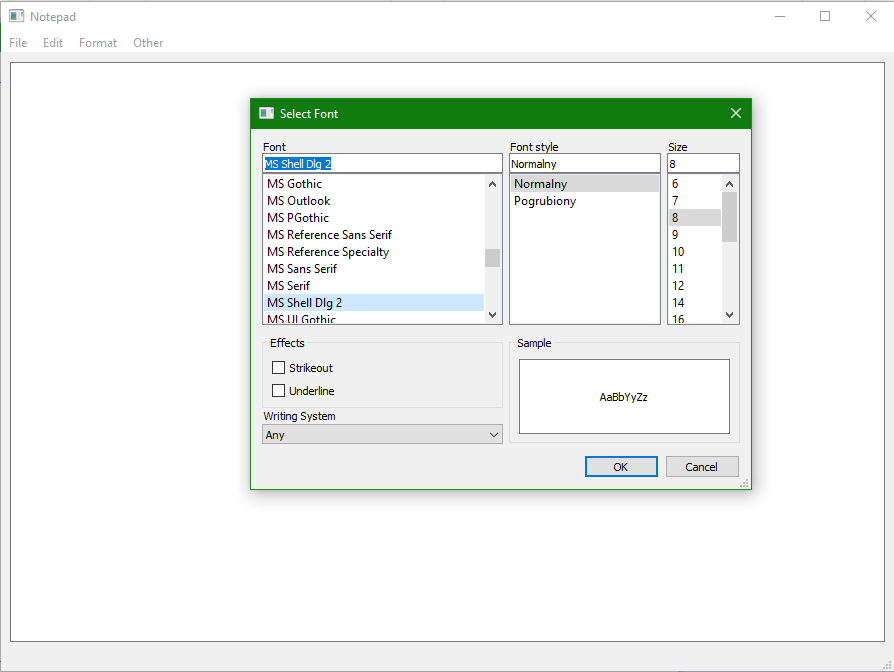 Notepad
File Edit Format Other
Select Font
Font
MS Shell Dlg 2
MS Gothic
MS Outlook
MS PGothic
MS Reference Sans Serif
MS Reference Specialty
MS Sans Serif
MS Serif
MS Shell Dlg 2
MS UI Gothic
Font style
Normalny
Normalny
Pogrubiony
Size
8
6
7
8
9
10
11
12
14
16
Effects
Strikeout
Underline
Writing System
Any
Sample
AaBbYyZz
OK
Cancel